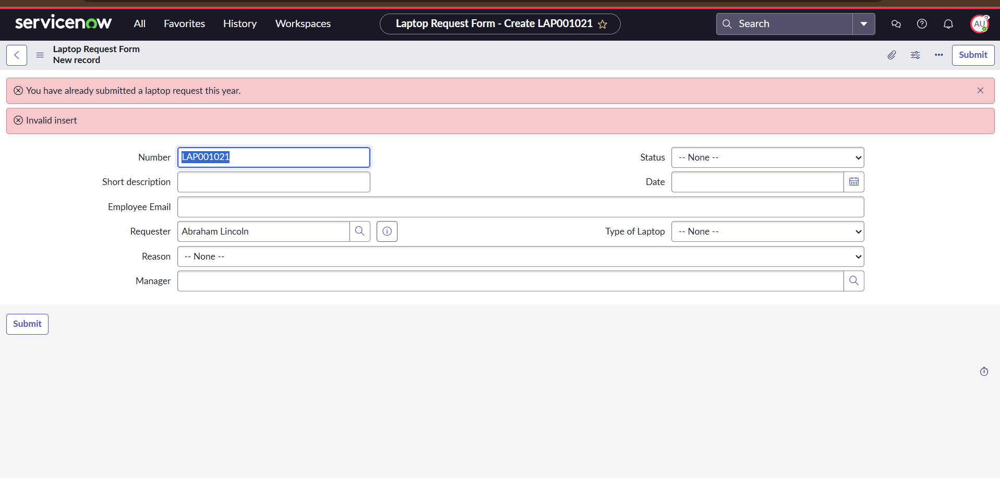 servicenow All Favorites History Workspaces Laptop Request Form - Create LAP001021 Search AU
Laptop Request Form
New record
Submit
You have already submitted a laptop request this year.
Invalid insert
Number LAP001021 Status -- None --
Short description Date
Employee Email
Requester Abraham Lincoln Type of Laptop -- None --
Reason -- None --
Manager
Submit